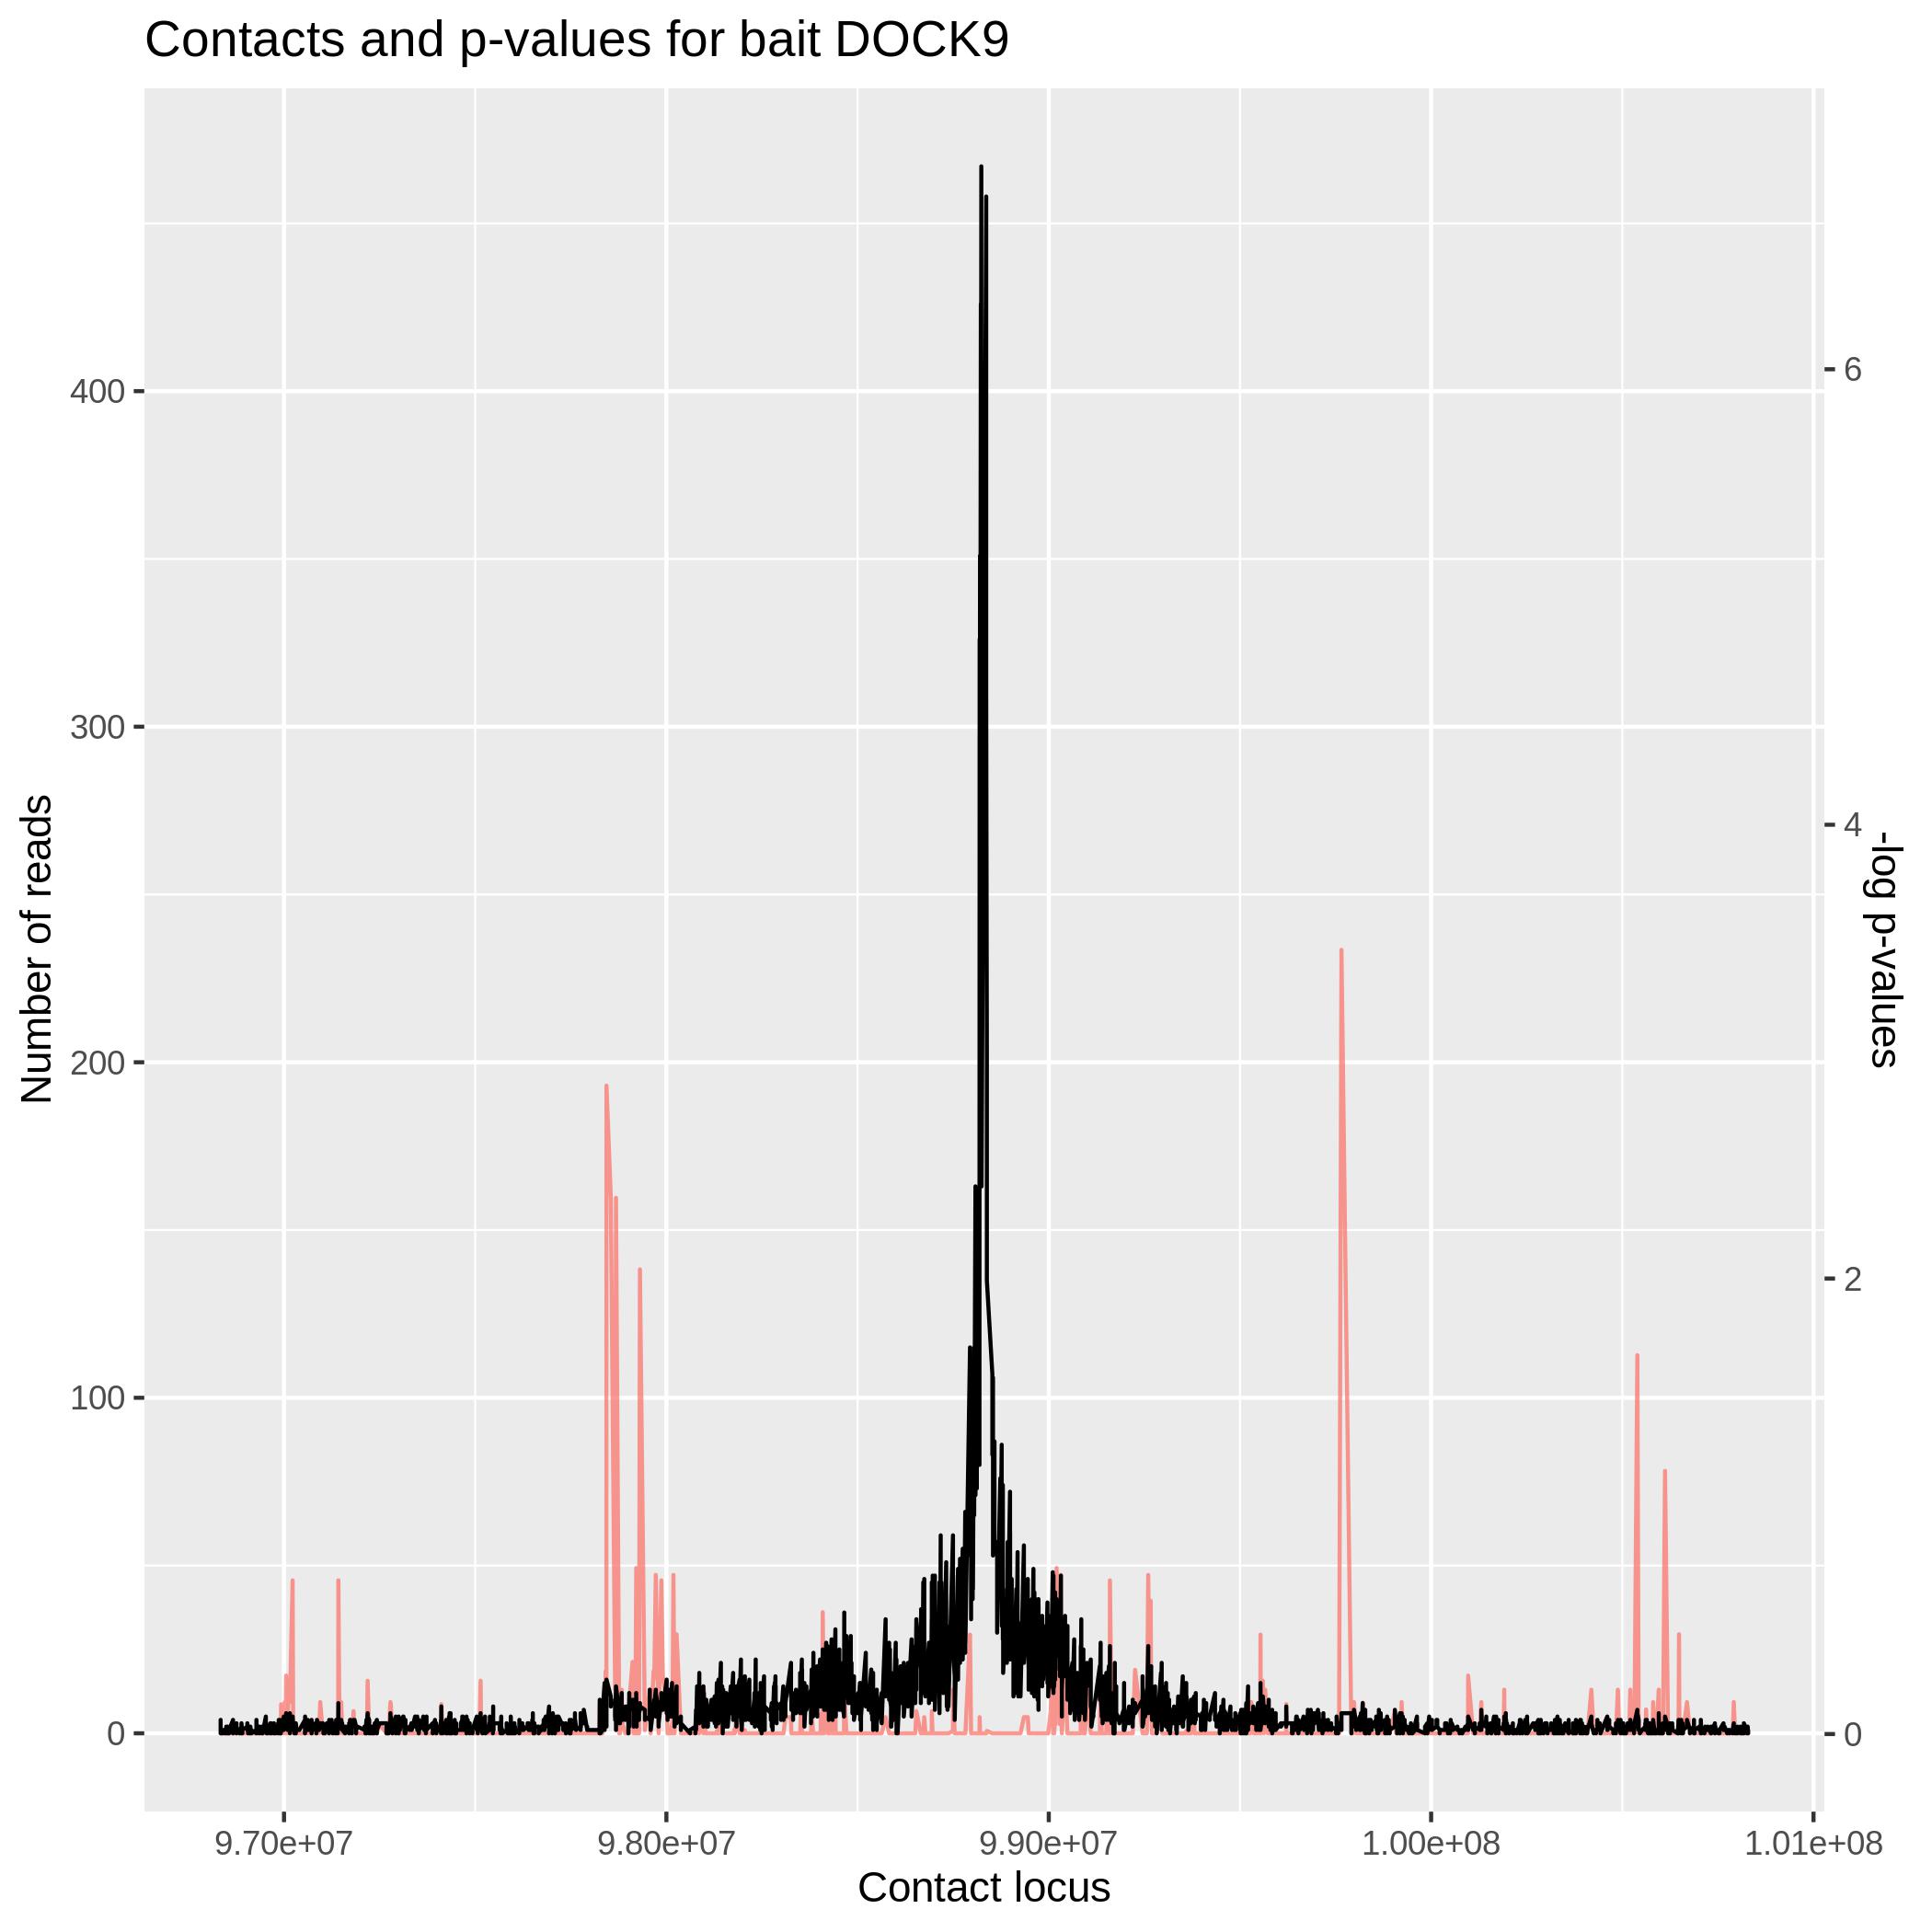 Contacts and p-values for bait DOCK9
Number of reads
400
300
200
100
0
6
4
2
0
-log p-values
9.70e+07
9.80e+07
9.90e+07
1.00e+08
1.01e+08
Contact locus